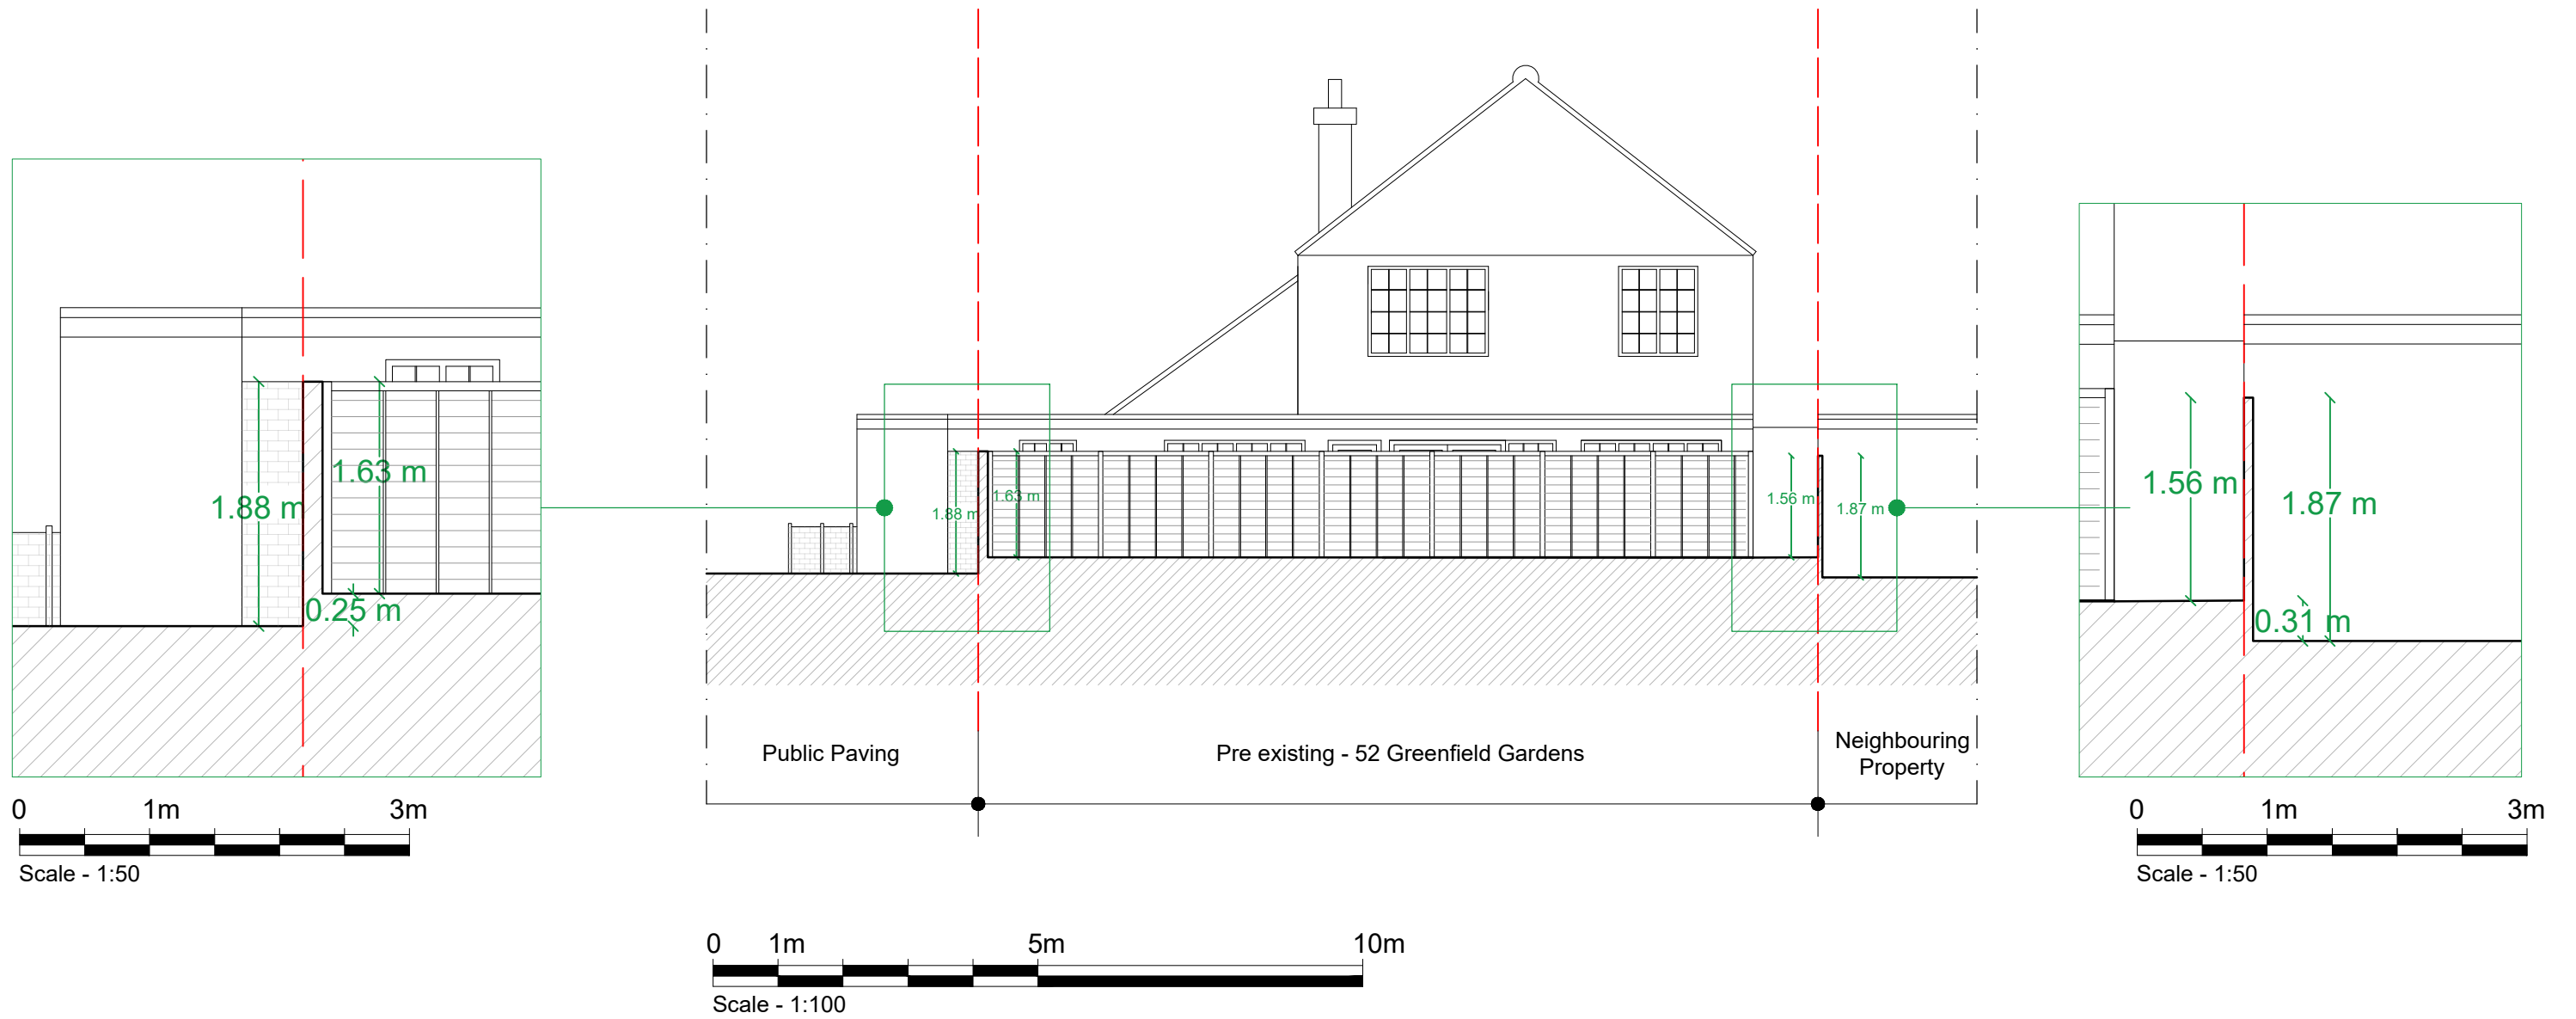 1.88 m
1.63 m
0.25 m
0 1m 3m
Scale - 1:50
1.88 m
1.63 m
1.56 m
1.87 m
Public Paving
Pre existing - 52 Greenfield Gardens
Neighbouring
Property
0 1m 5m 10m
Scale - 1:100
1.56 m
1.87 m
0.31 m
0 1m 3m
Scale - 1:50